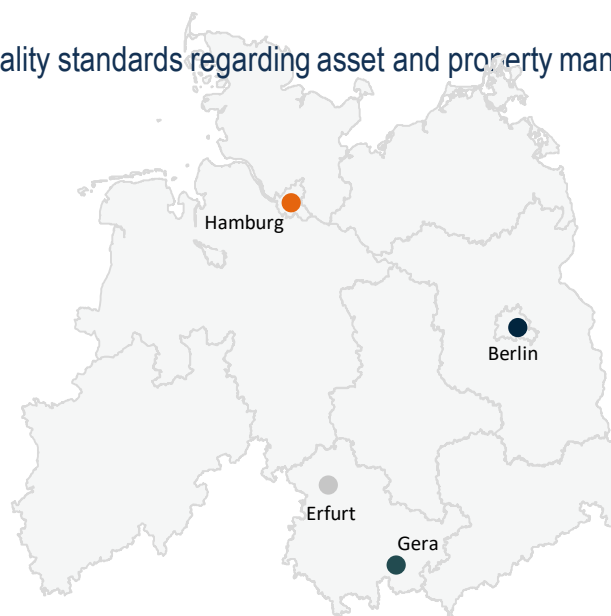 ality standards regarding asset and property man
Hamburg
Berlin
Erfurt
Gera